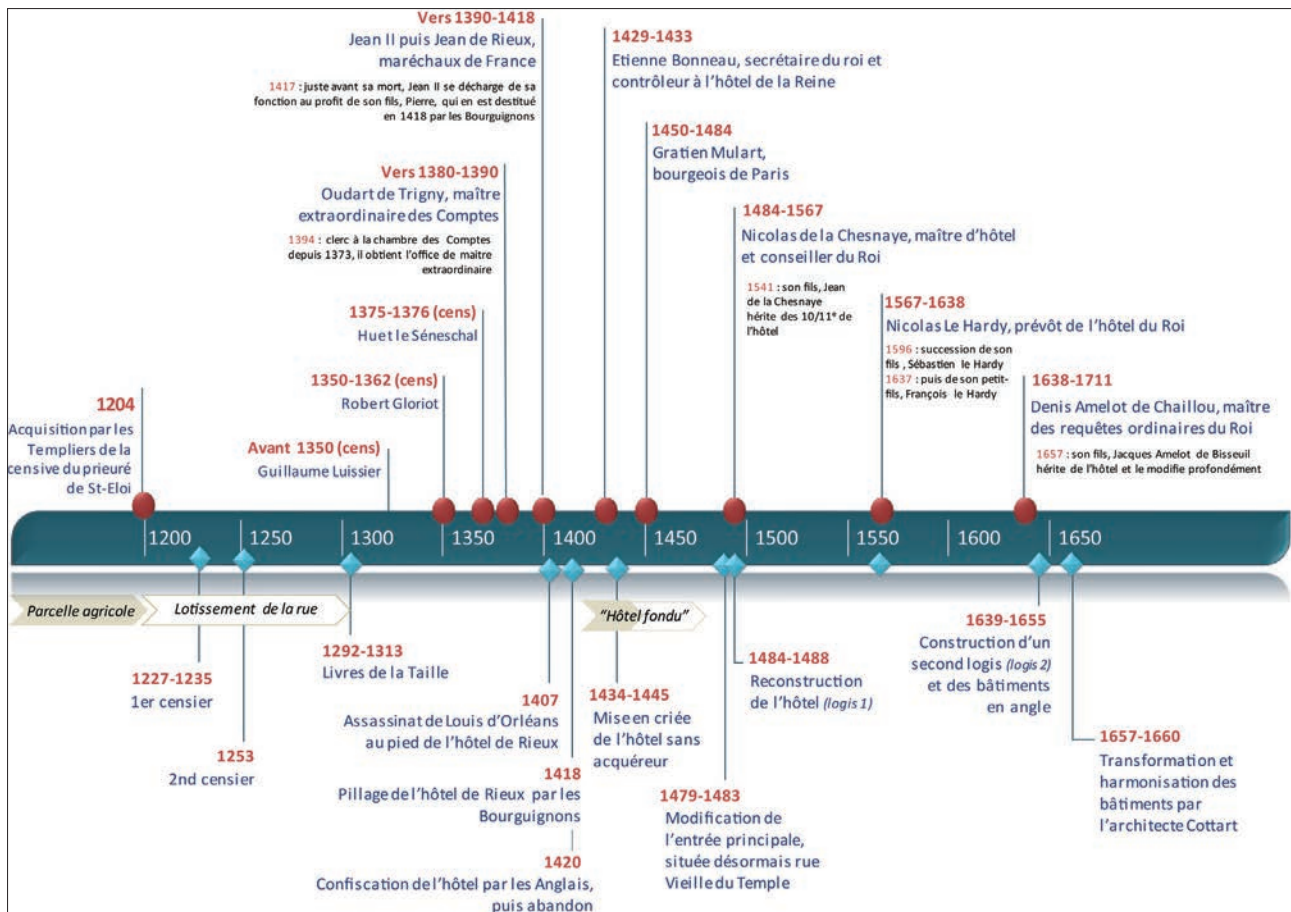 Vers 1390-1418
Jean II puis Jean de Rieux,
maréchaux de France
1417 : juste avant sa mort, Jean II se décharge de sa
fonction au profit de son fils, Pierre, qui en est destitué
en 1418 par les Bourguignons
1429-1433
Etienne Bonneau, secrétaire du roi et
contrôleur à l'hôtel de la Reine
1450-1484
Gratien Mulart,
bourgeois de Paris
Vers 1380-1390
Oudart de Trigny, maître
extraordinaire des Comptes
1394 : clerc à la chambre des Comptes
depuis 1373, il obtient l'office de maitre
extraordinaire
1484-1567
Nicolas de la Chesnaye, maître d'hôtel
et conseiller du Roi
1541 : son fils, Jean
de la Chesnaye
hérite des 10/11e de
l'hôtel
1375-1376 (cens)
Huet le Séneschal
1567-1638
Nicolas Le Hardy, prévôt de l'hôtel du Roi
1596 : succession de son
fils , Sébastien le Hardy
1637 : puis de son petit-
fils, François le Hardy
1350-1362 (cens)
Robert Gloriot
1638-1711
Denis Amelot de Chaillou, maître
des requêtes ordinaires du Roi
1657 : son fils, Jacques Amelot de Bisseuil
hérite de l'hôtel et le modifie profondément
1204
Acquisition par les
Templiers de la
censive du prieuré
de St-Eloi
Avant 1350 (cens)
Guillaume Luissier
1200 1250 1300 1350 1400 1450 1500 1550 1600 1650
Parcelle agricole
Lotissement de la rue
"Hôtel fondu"
1227-1235
1er censier
1253
2nd censier
1292-1313
Livres de la Taille
1407
Assassinat de Louis d'Orléans
au pied de l'hôtel de Rieux
1418
Pillage de l'hôtel de Rieux par les
Bourguignons
1420
Confiscation de l'hôtel par les Anglais,
puis abandon
1434-1445
Mise en criée
de l'hôtel sans
acquéreur
1479-1483
Modification de
l'entrée principale,
située désormais rue
Vieille du Temple
1484-1488
Reconstruction
de l'hôtel (logis 1)
1639-1655
Construction d'un
second logis (logis 2)
et des bâtiments
en angle
1657-1660
Transformation et
harmonisation des
bâtiments par
l'architecte Cottart